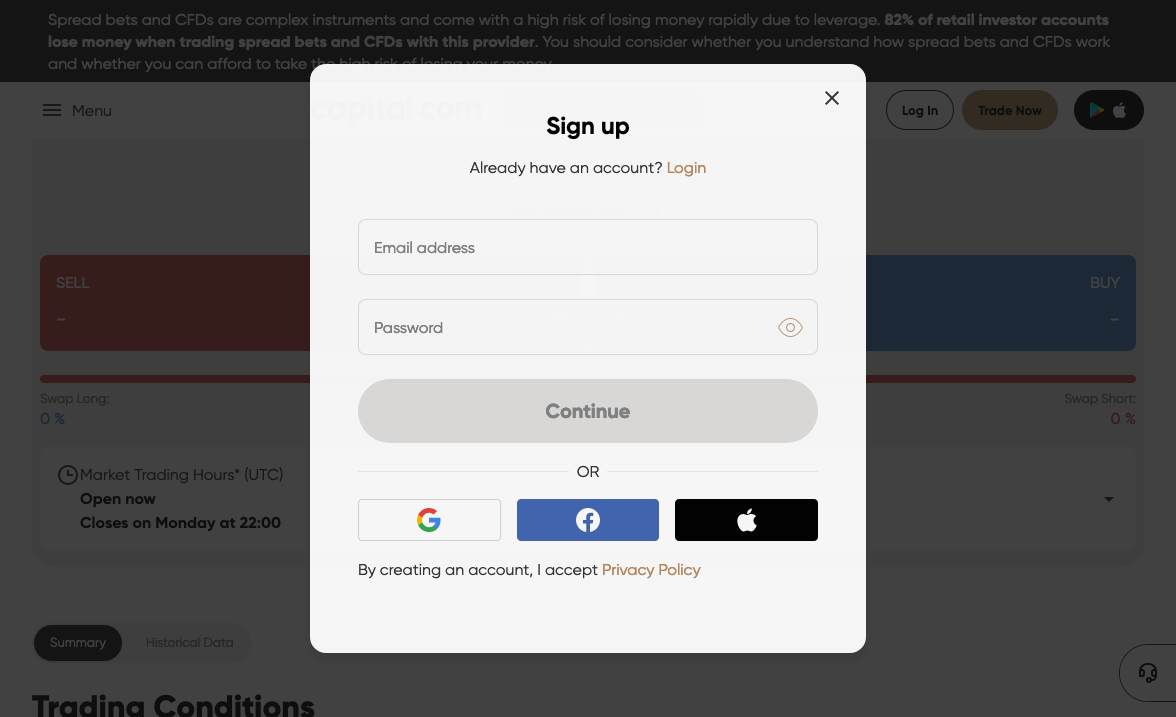 Spread bets and CFDs are complex instruments and come with a high risk of losing money rapidly due to leverage. 82% of retail investor accounts
lose money when trading spread bets and CFDs with this provider. You should consider whether you understand how spread bets and CFDs work
and whether you can afford to take the high risk of losing your money.
Menu
capital.com
Log In
Trade Now
Sign up
Already have an account? Login
Email address
Password
Continue
OR
By creating an account, I accept Privacy Policy
SELL
BUY
-
-
Swap Long:
Swap Short:
0 %
0 %
Market Trading Hours* (UTC)
Open now
Closes on Monday at 22:00
Summary
Historical Data
Trading Conditions